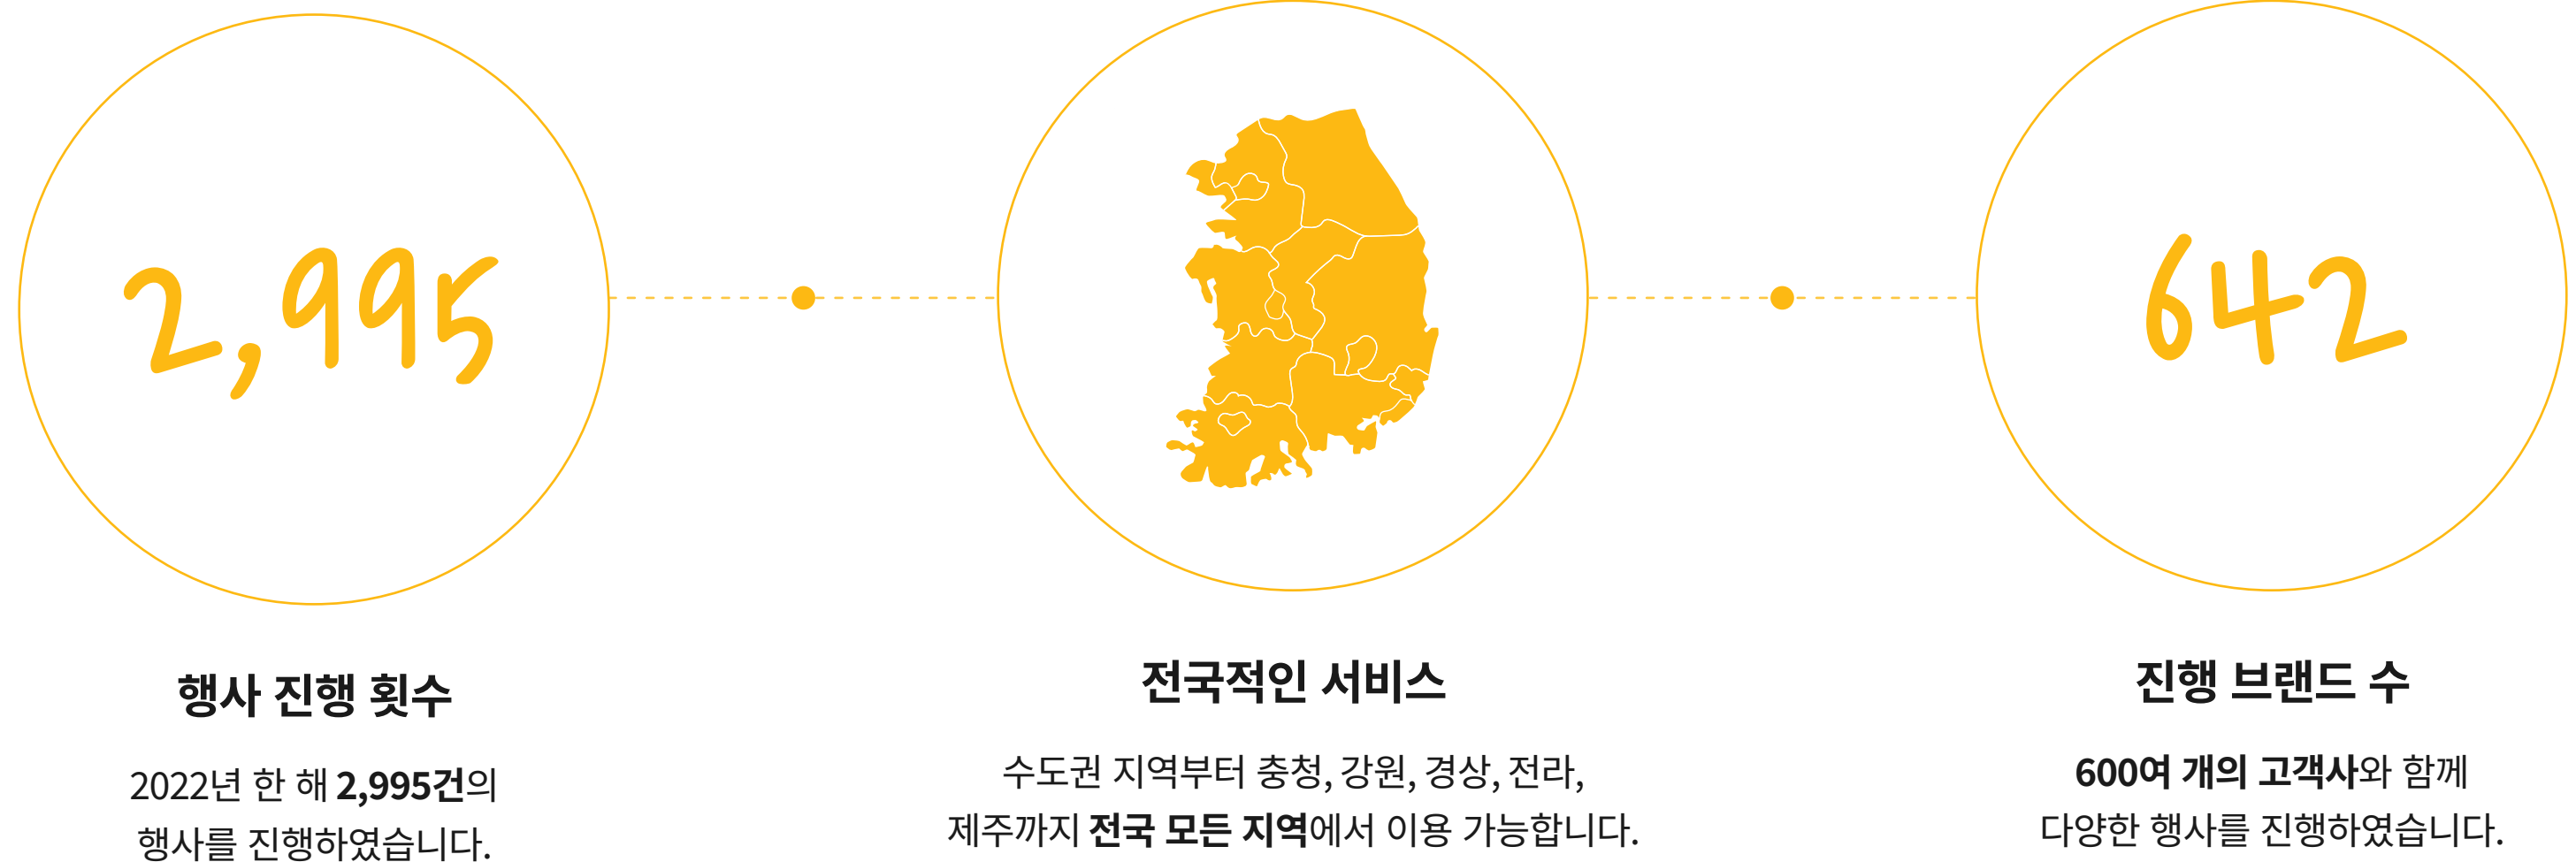 2,995
행사 진행 횟수
2022년 한 해 2,995건의
행사를 진행하였습니다.
전국적인 서비스
수도권 지역부터 충청, 강원, 경상, 전라,
제주까지 전국 모든 지역에서 이용 가능합니다.
642
진행 브랜드 수
600여 개의 고객사와 함께
다양한 행사를 진행하였습니다.